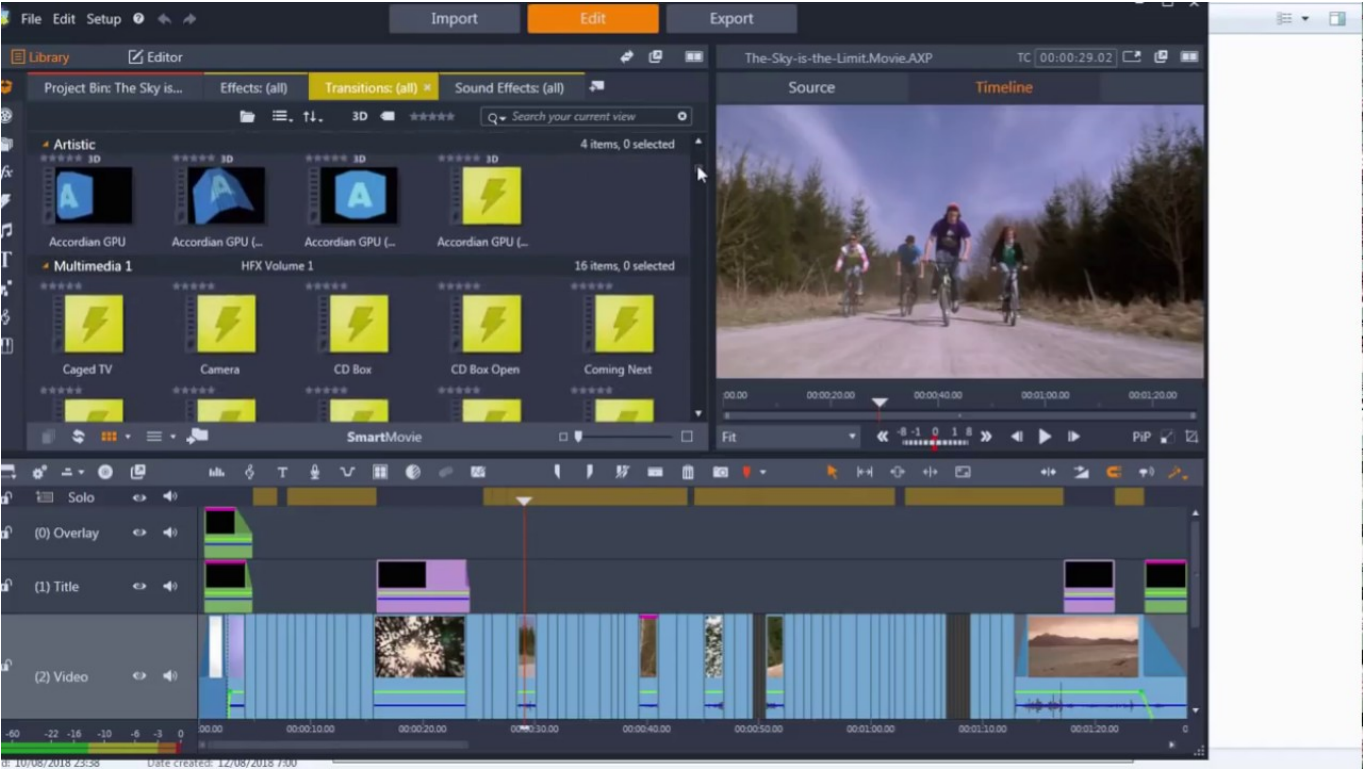 File Edit Setup
Import Edit Export
Library Editor
The-Sky-is-the-Limit.Movie.AXP TC 00:00:29.02
Project Bin: The Sky is... Effects: (all) Transitions: (all) × Sound Effects: (all)
Source Timeline
3D Search your current view
Artistic 4 items, 0 selected
3D 3D 3D 3D
Accordian GPU Accordian GPU (... Accordian GPU (... Accordian GPU (...
Multimedia 1 HFX Volume 1 16 items, 0 selected
Caged TV Camera CD Box CD Box Open Coming Next
:00.00 00:00:20.00 00:00:40.00 00:01:00.00 00:01:20.00
SmartMovie
Fit -8 -1 0 1 8 PiP
Solo
(0) Overlay
(1) Title
(2) Video
-60 -22 -16 -10 -6 -3 0
:00.00 00:00:10.00 00:00:20.00 00:00:30.00 00:00:40.00 00:00:50.00 00:01:00.00 00:01:10.00 00:01:20.00
d: 10/08/2018 23:38 Date created: 12/08/2018 7:00